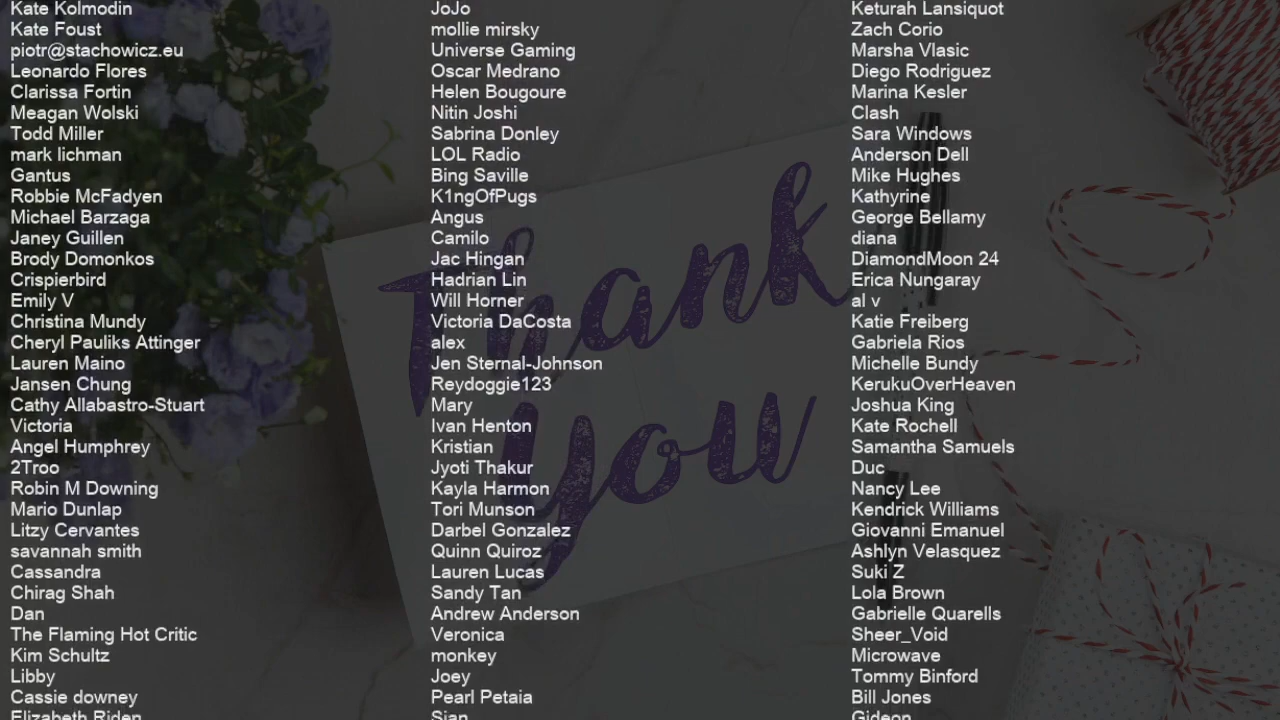 Kate Kolmodin
Kate Foust
piotr@stachowicz.eu
Leonardo Flores
Clarissa Fortin
Meagan Wolski
Todd Miller
mark lichman
Gantus
Robbie McFadyen
Michael Barzaga
Janey Guillen
Brody Domonkos
Crispierbird
Emily V
Christina Mundy
Cheryl Pauliks Attinger
Lauren Maino
Jansen Chung
Cathy Allabastro-Stuart
Victoria
Angel Humphrey
2Troo
Robin M Downing
Mario Dunlap
Litzy Cervantes
savannah smith
Cassandra
Chirag Shah
Dan
The Flaming Hot Critic
Kim Schultz
Libby
Cassie downey
Elizabeth Riden
JoJo
mollie mirsky
Universe Gaming
Oscar Medrano
Helen Bougoure
Nitin Joshi
Sabrina Donley
LOL Radio
Bing Saville
K1ngOfPugs
Angus
Camilo
Jac Hingan
Hadrian Lin
Will Horner
Victoria DaCosta
alex
Jen Sternal-Johnson
Reydoggie123
Mary
Ivan Henton
Kristian
Jyoti Thakur
Kayla Harmon
Tori Munson
Darbel Gonzalez
Quinn Quiroz
Lauren Lucas
Sandy Tan
Andrew Anderson
Veronica
monkey
Joey
Pearl Petaia
Sian
Keturah Lansiquot
Zach Corio
Marsha Vlasic
Diego Rodriguez
Marina Kesler
Clash
Sara Windows
Anderson Dell
Mike Hughes
Kathyrine
George Bellamy
diana
DiamondMoon 24
Erica Nungaray
al v
Katie Freiberg
Gabriela Rios
Michelle Bundy
KerukuOverHeaven
Joshua King
Kate Rochell
Samantha Samuels
Duc
Nancy Lee
Kendrick Williams
Giovanni Emanuel
Ashlyn Velasquez
Suki Z
Lola Brown
Gabrielle Quarells
Sheer_Void
Microwave
Tommy Binford
Bill Jones
Gideon
Thank
you